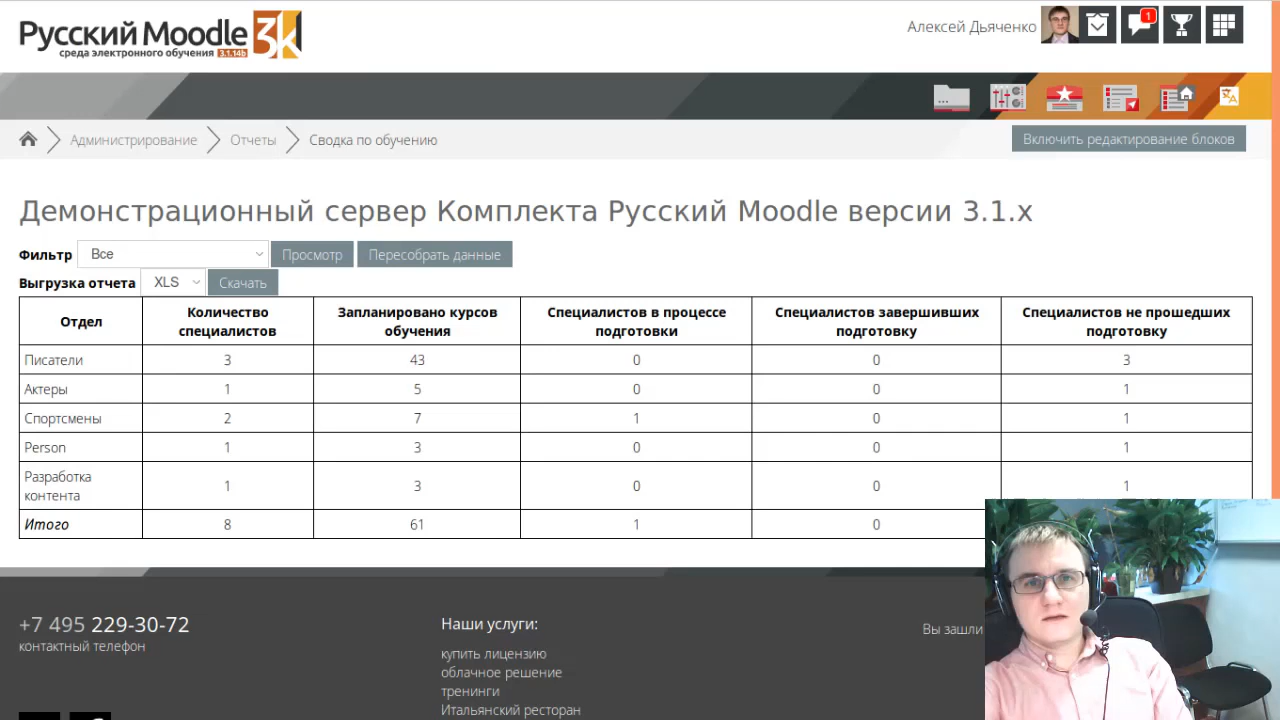 Русский Moodle 3k
среда электронного обучения 3.1.14b
Алексей Дьяченко
1
Администрирование Отчеты Сводка по обучению
Включить редактирование блоков
Демонстрационный сервер Комплекта Русский Moodle версии 3.1.x
Фильтр Все Просмотр Пересобрать данные
Выгрузка отчета XLS Скачать
Отдел Количество специалистов Запланировано курсов обучения Специалистов в процессе подготовки Специалистов завершивших подготовку Специалистов не прошедших подготовку
Писатели 3 43 0 0 3
Актеры 1 5 0 0 1
Спортсмены 2 7 1 0 1
Person 1 3 0 0 1
Разработка контента 1 3 0 0 1
Итого 8 61 1 0
+7 495 229-30-72
контактный телефон
Наши услуги:
купить лицензию
облачное решение
тренинги
Итальянский ресторан
Вы зашли